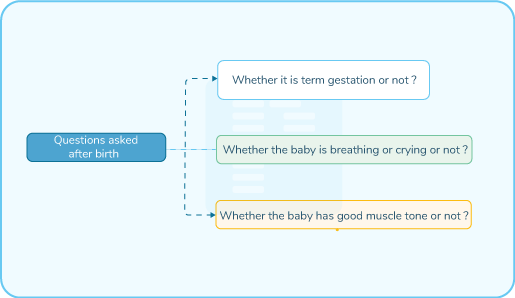 Whether it is term gestation or not ?
Questions asked
after birth
Whether the baby is breathing or crying or not ?
Whether the baby has good muscle tone or not ?